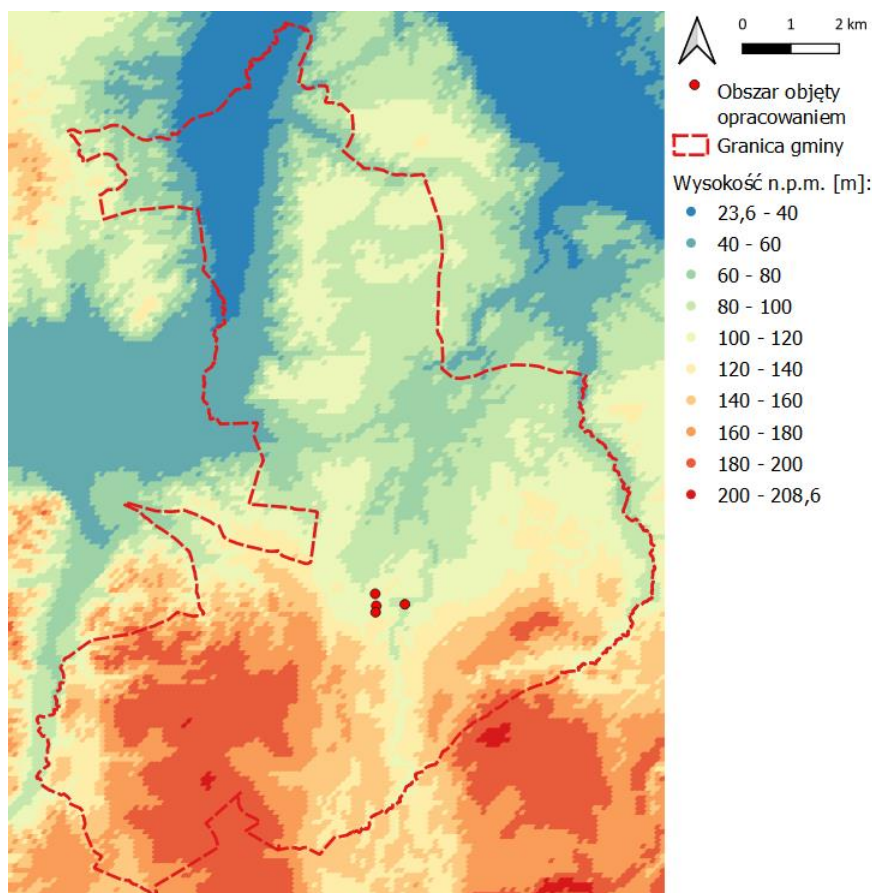 0 1 2 km
Obszar objęty
opracowaniem
Granica gminy
Wysokość n.p.m. [m]:
23,6 - 40
40 - 60
60 - 80
80 - 100
100 - 120
120 - 140
140 - 160
160 - 180
180 - 200
200 - 208,6